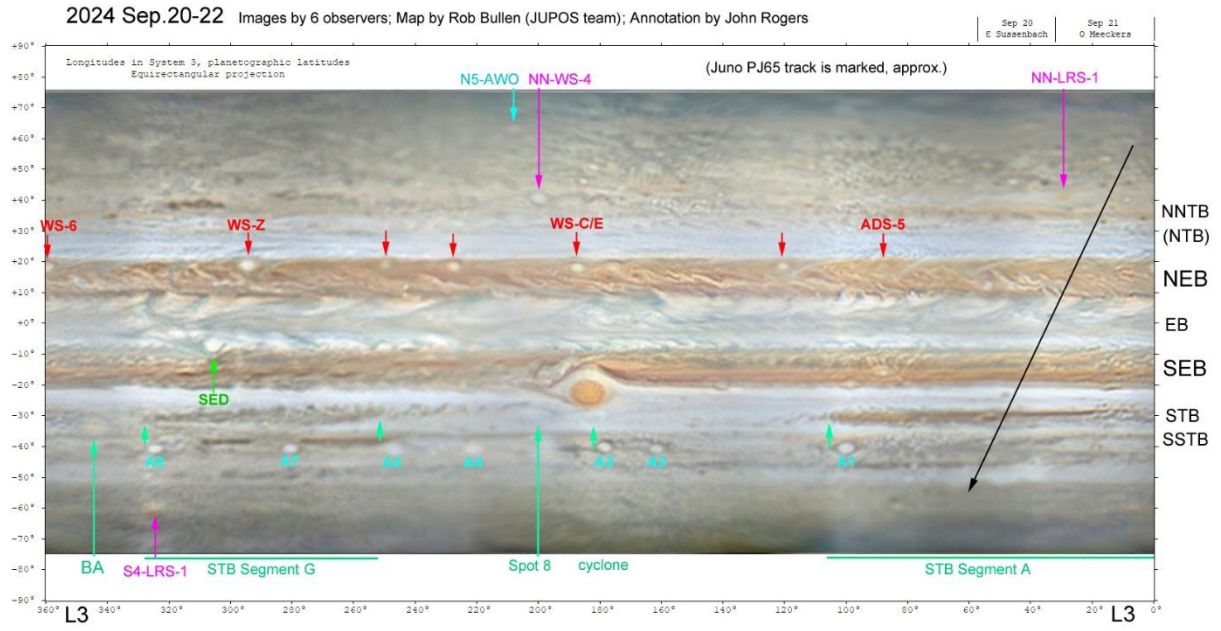 2024 Sep.20-22 Images by 6 observers; Map by Rob Bullen (JUPOS team); Annotation by John Rogers
Sep 20 Sep 21
E Sussenbach O Meeckers
Longitudes in System 3, planetographic latitudes
Equirectangular projection
(Juno PJ65 track is marked, approx.)
N5-AWO NN-WS-4 NN-LRS-1
+90°
+80°
+70°
+60°
+50°
+40°
+30°
+20°
+10°
+0°
-10°
-20°
-30°
-40°
-50°
-60°
-70°
-80°
-90°
WS-6 WS-Z WS-C/E ADS-5
NNTB
(NTB)
NEB
EB
SEB
STB
SSTB
SED
A8 A7 A5 A4 A3 A2 A1
BA S4-LRS-1 STB Segment G Spot 8 cyclone STB Segment A
360° 340° 320° 300° 280° 260° 240° 220° 200° 180° 160° 140° 120° 100° 80° 60° 40° 20° 0°
L3 L3